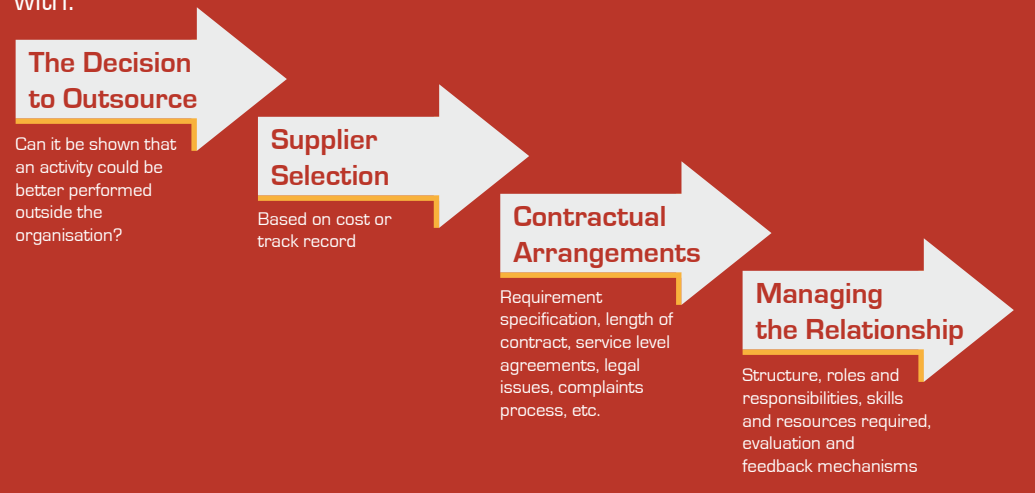 with:
The Decision
to Outsource
Can it be shown that
an activity could be
better performed
outside the
organisation?
Supplier
Selection
Based on cost or
track record
Contractual
Arrangements
Requirement
specification, length of
contract, service level
agreements, legal
issues, complaints
process, etc.
Managing
the Relationship
Structure, roles and
responsibilities, skills
and resources required,
evaluation and
feedback mechanisms